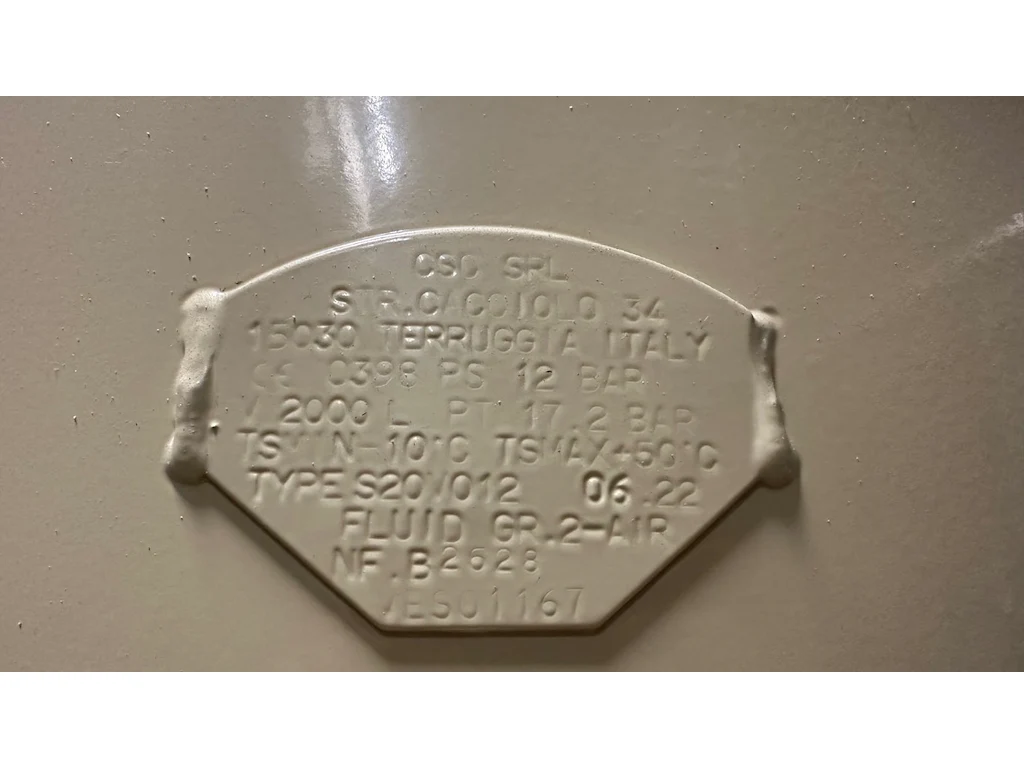 CSC SRL
STR.CACCIOLO 34
15030 TERRUGGIA ITALY
CE 0398 PS 12 BAR
V 2000 L PT 17.2 BAR
TSMIN-10°C TSMAX+50°C
TYPE S20V012 06.22
FLUID GR.2-AIR
NF.B2628
VES01167